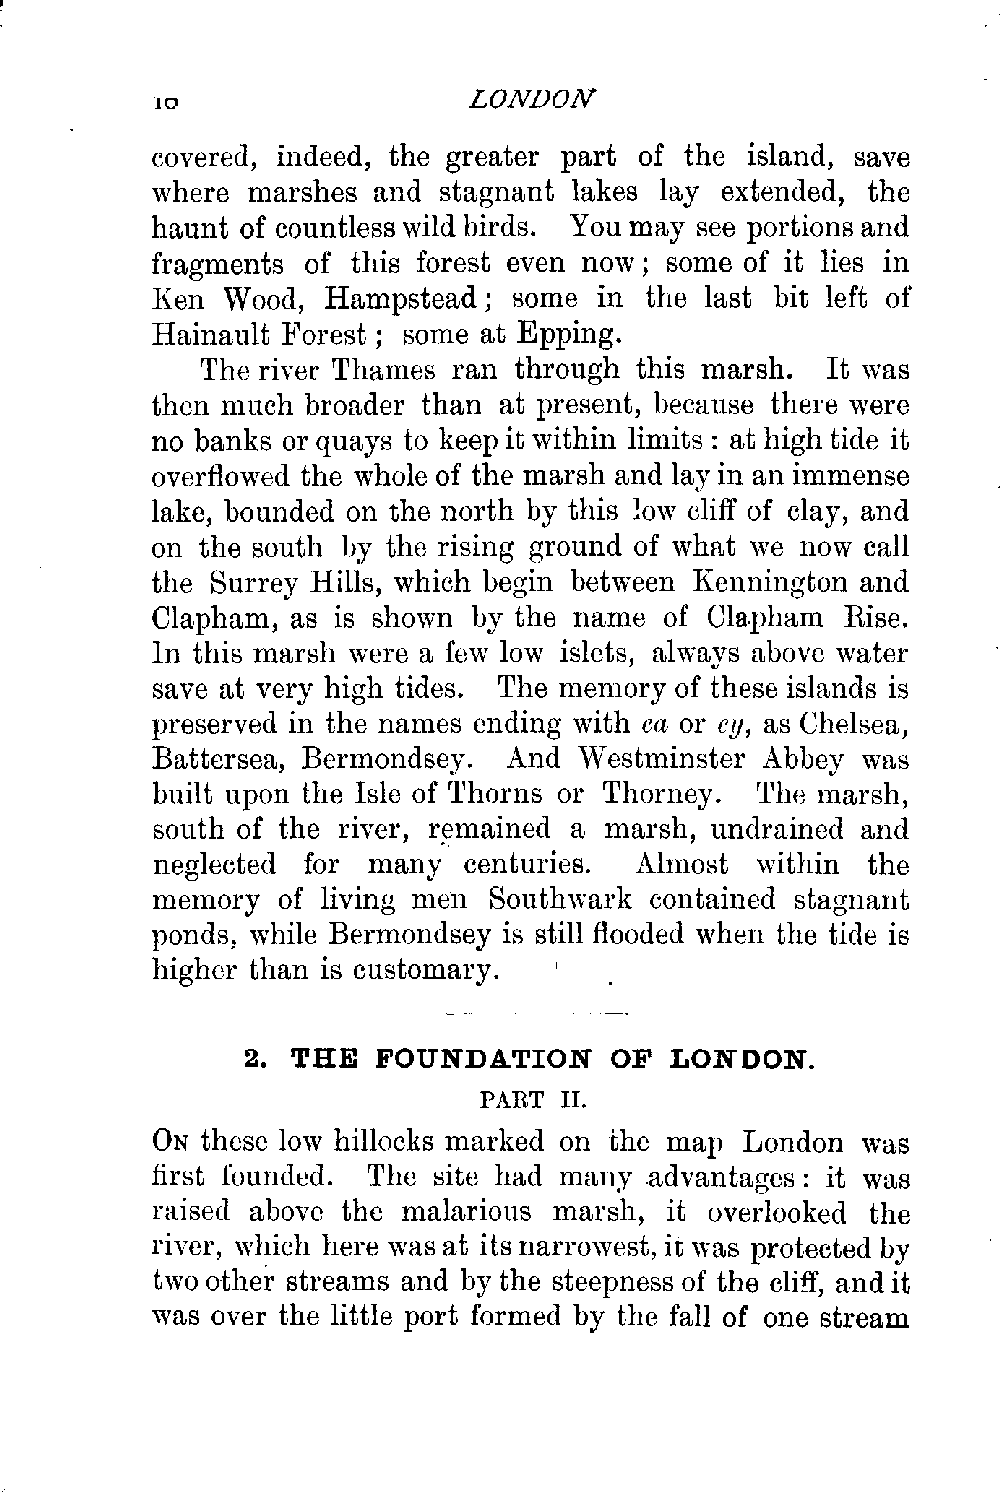 10 LONDON
covered, indeed, the greater part of the island, save
where marshes and stagnant lakes lay extended, the
haunt of countless wild birds. You may see portions and
fragments of this forest even now; some of it lies in
Ken Wood, Hampstead; some in the last bit left of
Hainault Forest; some at Epping.
The river Thames ran through this marsh. It was
then much broader than at present, because there were
no banks or quays to keep it within limits: at high tide it
overflowed the whole of the marsh and lay in an immense
lake, bounded on the north by this low cliff of clay, and
on the south by the rising ground of what we now call
the Surrey Hills, which begin between Kennington and
Clapham, as is shown by the name of Clapham Rise.
In this marsh were a few low islets, always above water
save at very high tides. The memory of these islands is
preserved in the names ending with ea or ey, as Chelsea,
Battersea, Bermondsey. And Westminster Abbey was
built upon the Isle of Thorns or Thorney. The marsh,
south of the river, remained a marsh, undrained and
neglected for many centuries. Almost within the
memory of living men Southwark contained stagnant
ponds, while Bermondsey is still flooded when the tide is
higher than is customary.
2. THE FOUNDATION OF LONDON.
PART II.
ON these low hillocks marked on the map London was
first founded. The site had many advantages: it was
raised above the malarious marsh, it overlooked the
river, which here was at its narrowest, it was protected by
two other streams and by the steepness of the cliff, and it
was over the little port formed by the fall of one stream